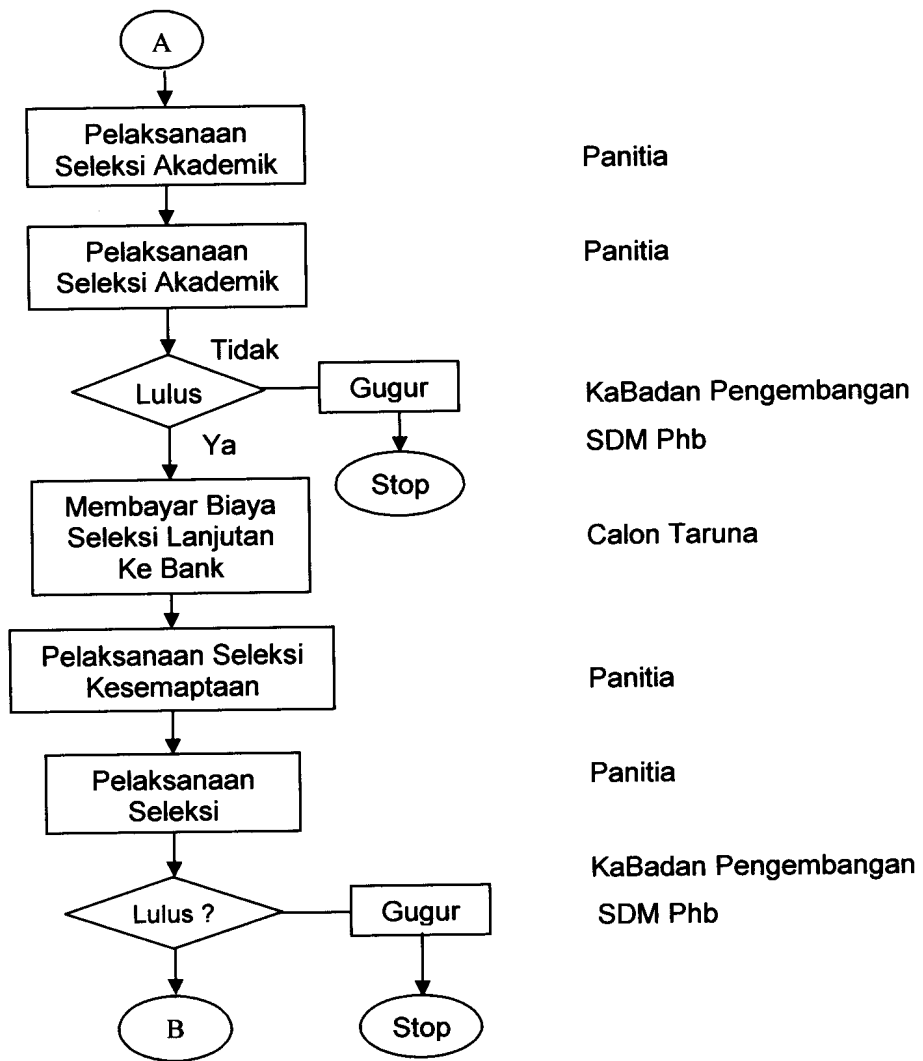 A
Pelaksanaan
Seleksi Akademik
Panitia
Pelaksanaan
Seleksi Akademik
Panitia
Tidak
Lulus
Gugur
KaBadan Pengembangan
SDM Phb
Ya
Stop
Membayar Biaya
Seleksi Lanjutan
Ke Bank
Calon Taruna
Pelaksanaan Seleksi
Kesemaptaan
Panitia
Pelaksanaan
Seleksi
Panitia
KaBadan Pengembangan
SDM Phb
Lulus ?
Gugur
B
Stop